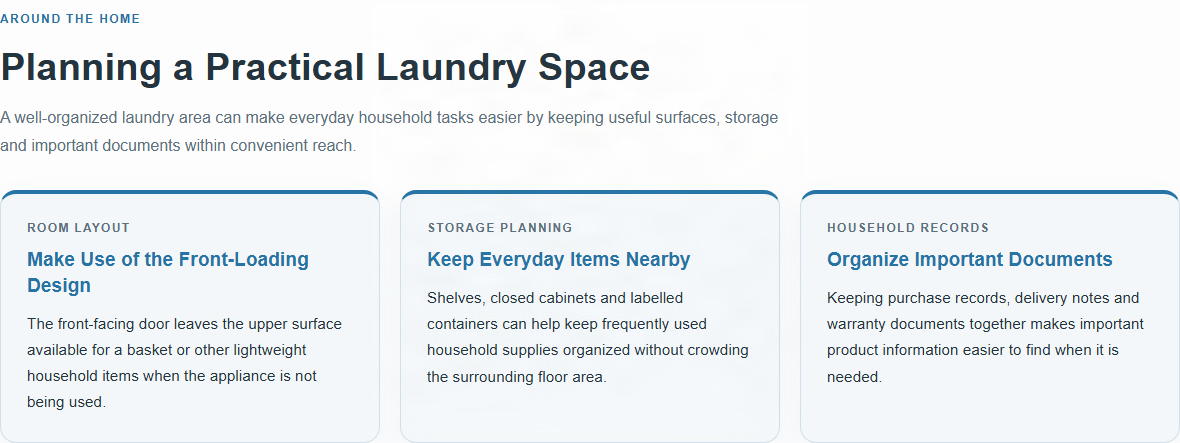 AROUND THE HOME
Planning a Practical Laundry Space
A well-organized laundry area can make everyday household tasks easier by keeping useful surfaces, storage
and important documents within convenient reach.
ROOM LAYOUT
Make Use of the Front-Loading
Design
The front-facing door leaves the upper surface
available for a basket or other lightweight
household items when the appliance is not
being used.
STORAGE PLANNING
Keep Everyday Items Nearby
Shelves, closed cabinets and labelled
containers can help keep frequently used
household supplies organized without crowding
the surrounding floor area.
HOUSEHOLD RECORDS
Organize Important Documents
Keeping purchase records, delivery notes and
warranty documents together makes important
product information easier to find when it is
needed.